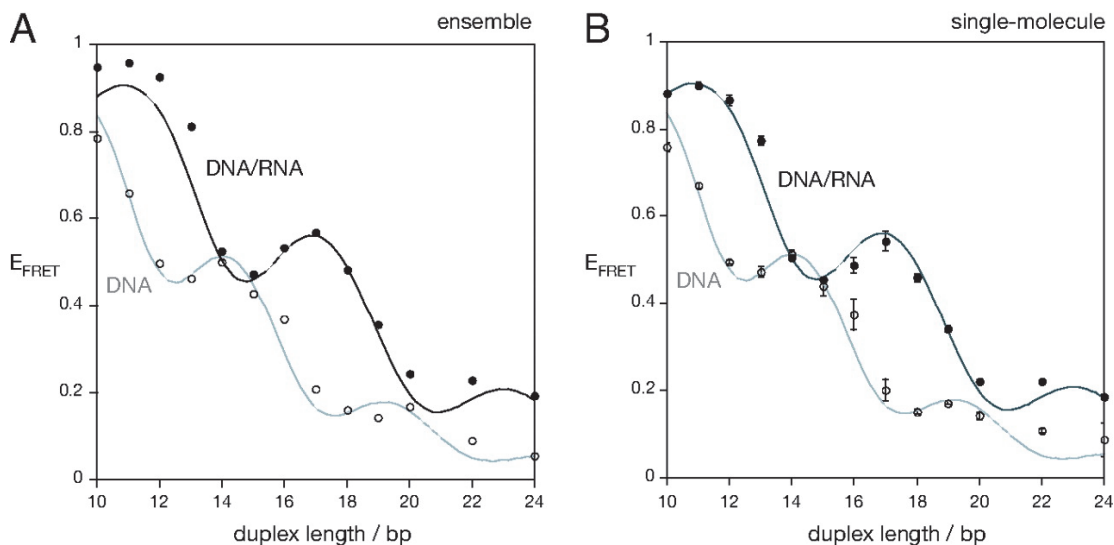 A
ensemble
1
0.8
0.6
E_FRET
0.4
0.2
0
DNA/RNA
DNA
10 12 14 16 18 20 22 24
duplex length / bp
B
single-molecule
1
0.8
0.6
E_FRET
0.4
0.2
0
DNA/RNA
DNA
10 12 14 16 18 20 22 24
duplex length / bp